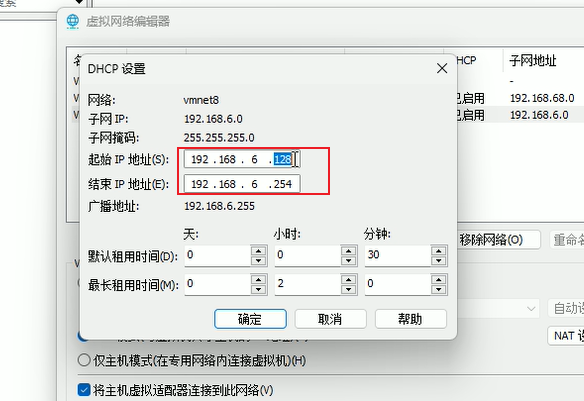 虚拟网络编辑器
DHCP 子网地址
DHCP 设置
网络: vmnet8
子网 IP: 192.168.6.0
子网掩码: 255.255.255.0
起始 IP 地址(S): 192 . 168 . 6 . 128
结束 IP 地址(E): 192 . 168 . 6 . 254
广播地址: 192.168.6.255
天: 小时: 分钟:
默认租用时间(D): 0 0 30
最长租用时间(M): 0 2 0
确定 取消 帮助
-
已启用 192.168.68.0
已启用 192.168.6.0
移除网络(O) 重命名
自动设
NAT 设
仅主机模式(在专用网络内连接虚拟机)(H)
将主机虚拟适配器连接到此网络(V)